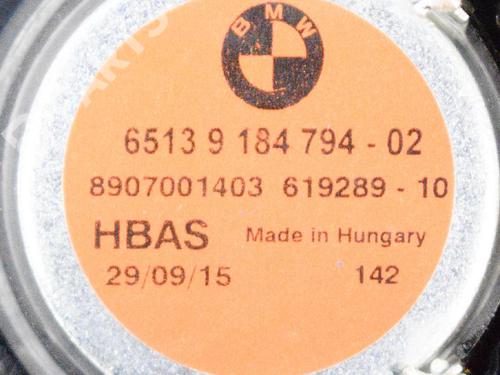 BMW
6513 9 184 794 - 02
8907001403 619289 - 10
HBAS Made in Hungary
29/09/15 142